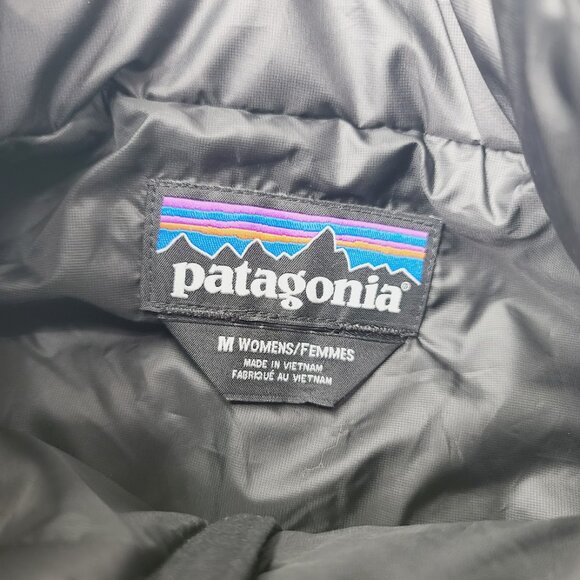 patagonia®
M WOMENS/FEMMES
MADE IN VIETNAM
FABRIQUÉ AU VIETNAM